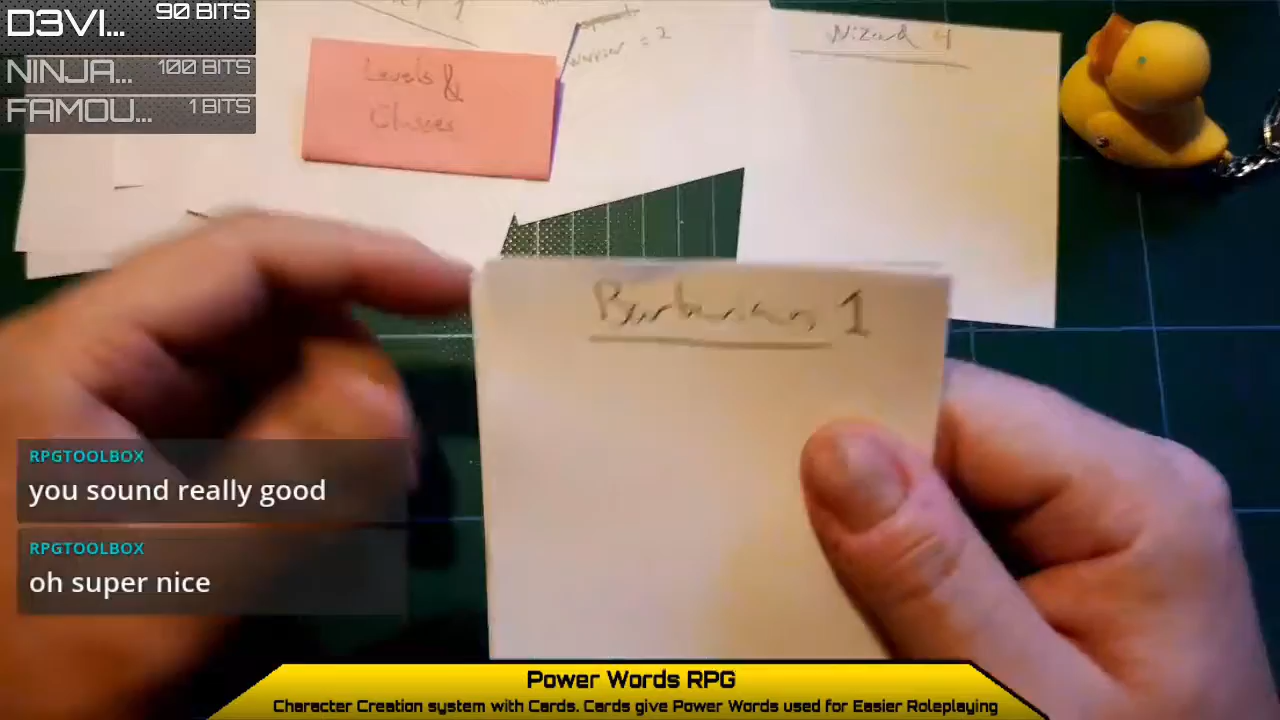 D3VI... 90 BITS
NINJA... 100 BITS
FAMOU... 1 BITS
Levels &
Classes
= 2
Wizard 4
Barbarian 1
RPGTOOLBOX
you sound really good
RPGTOOLBOX
oh super nice
Power Words RPG
Character Creation system with Cards. Cards give Power Words used for Easier Roleplaying